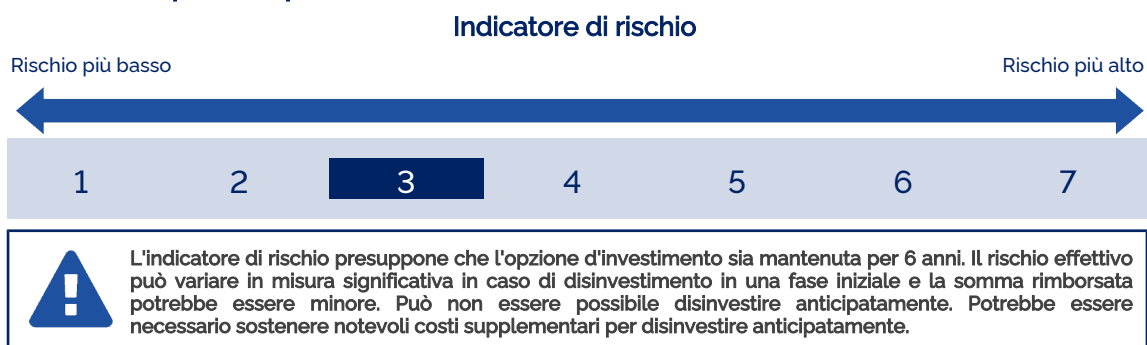 Indicatore di rischio
Rischio più basso
Rischio più alto
1 2 3 4 5 6 7
L'indicatore di rischio presuppone che l'opzione d'investimento sia mantenuta per 6 anni. Il rischio effettivo
può variare in misura significativa in caso di disinvestimento in una fase iniziale e la somma rimborsata
potrebbe essere minore. Può non essere possibile disinvestire anticipatamente. Potrebbe essere
necessario sostenere notevoli costi supplementari per disinvestire anticipatamente.